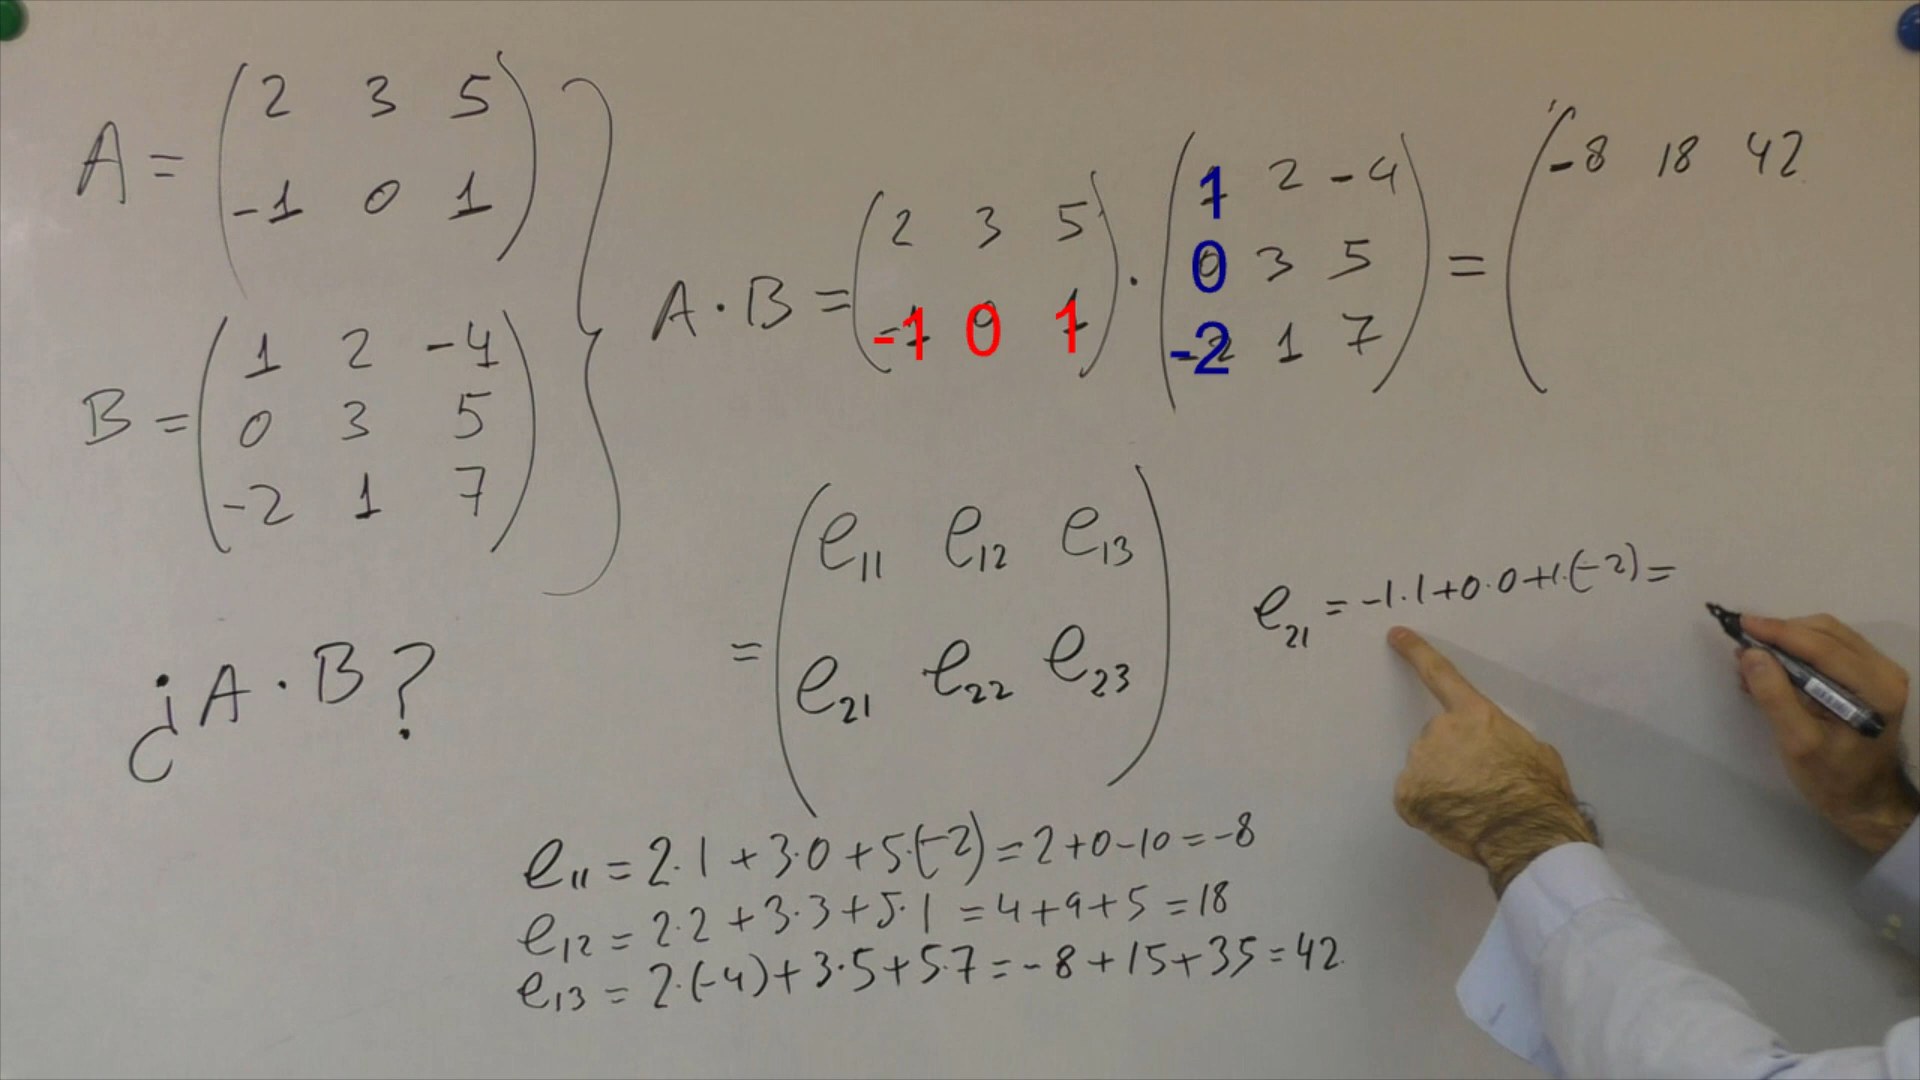 A = ( 2 3 5
-1 0 1 )
B = ( 1 2 -4
0 3 5
-2 1 7 )
¿A·B?
A·B = ( 2 3 5
-1 0 1 ) · ( 1 2 -4
0 3 5
-2 1 7 ) = ( -8 18 42
= ( e11 e12 e13
e21 e22 e23 )
e21 = -1·1+0·0+1·(-2) =
e11 = 2·1 + 3·0 + 5·(-2) = 2+0-10 = -8
e12 = 2·2 + 3·3 + 5·1 = 4+9+5 = 18
e13 = 2·(-4) + 3·5 + 5·7 = -8+15+35 = 42